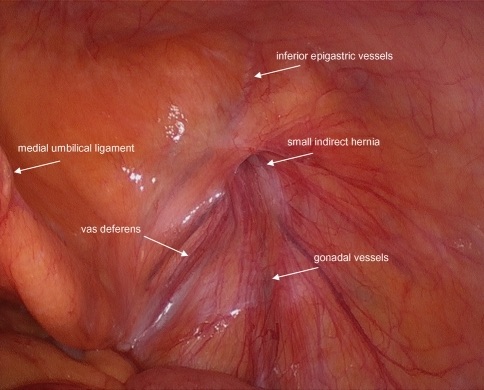 inferior epigastric vessels
small indirect hernia
medial umbilical ligament
vas deferens
gonadal vessels